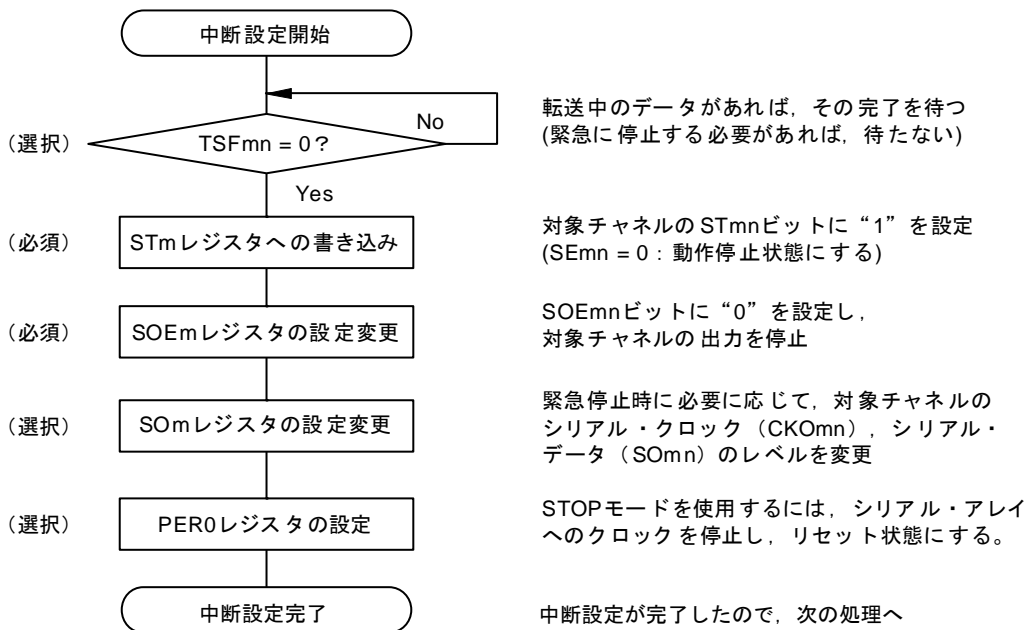 中断設定開始
転送中のデータがあれば，その完了を待つ
(緊急に停止する必要があれば，待たない)
（選択）
TSFmn = 0？
No
Yes
（必須）
STmレジスタへの書き込み
対象チャネルのSTmnビットに“1”を設定
(SEmn = 0：動作停止状態にする)
（必須）
SOEmレジスタの設定変更
SOEmnビットに“0”を設定し，
対象チャネルの出力を停止
（選択）
SOmレジスタの設定変更
緊急停止時に必要に応じて，対象チャネルの
シリアル・クロック（CKOmn），シリアル・
データ（SOmn）のレベルを変更
（選択）
PER0レジスタの設定
STOPモードを使用するには，シリアル・アレイ
へのクロックを停止し，リセット状態にする。
中断設定完了
中断設定が完了したので，次の処理へ